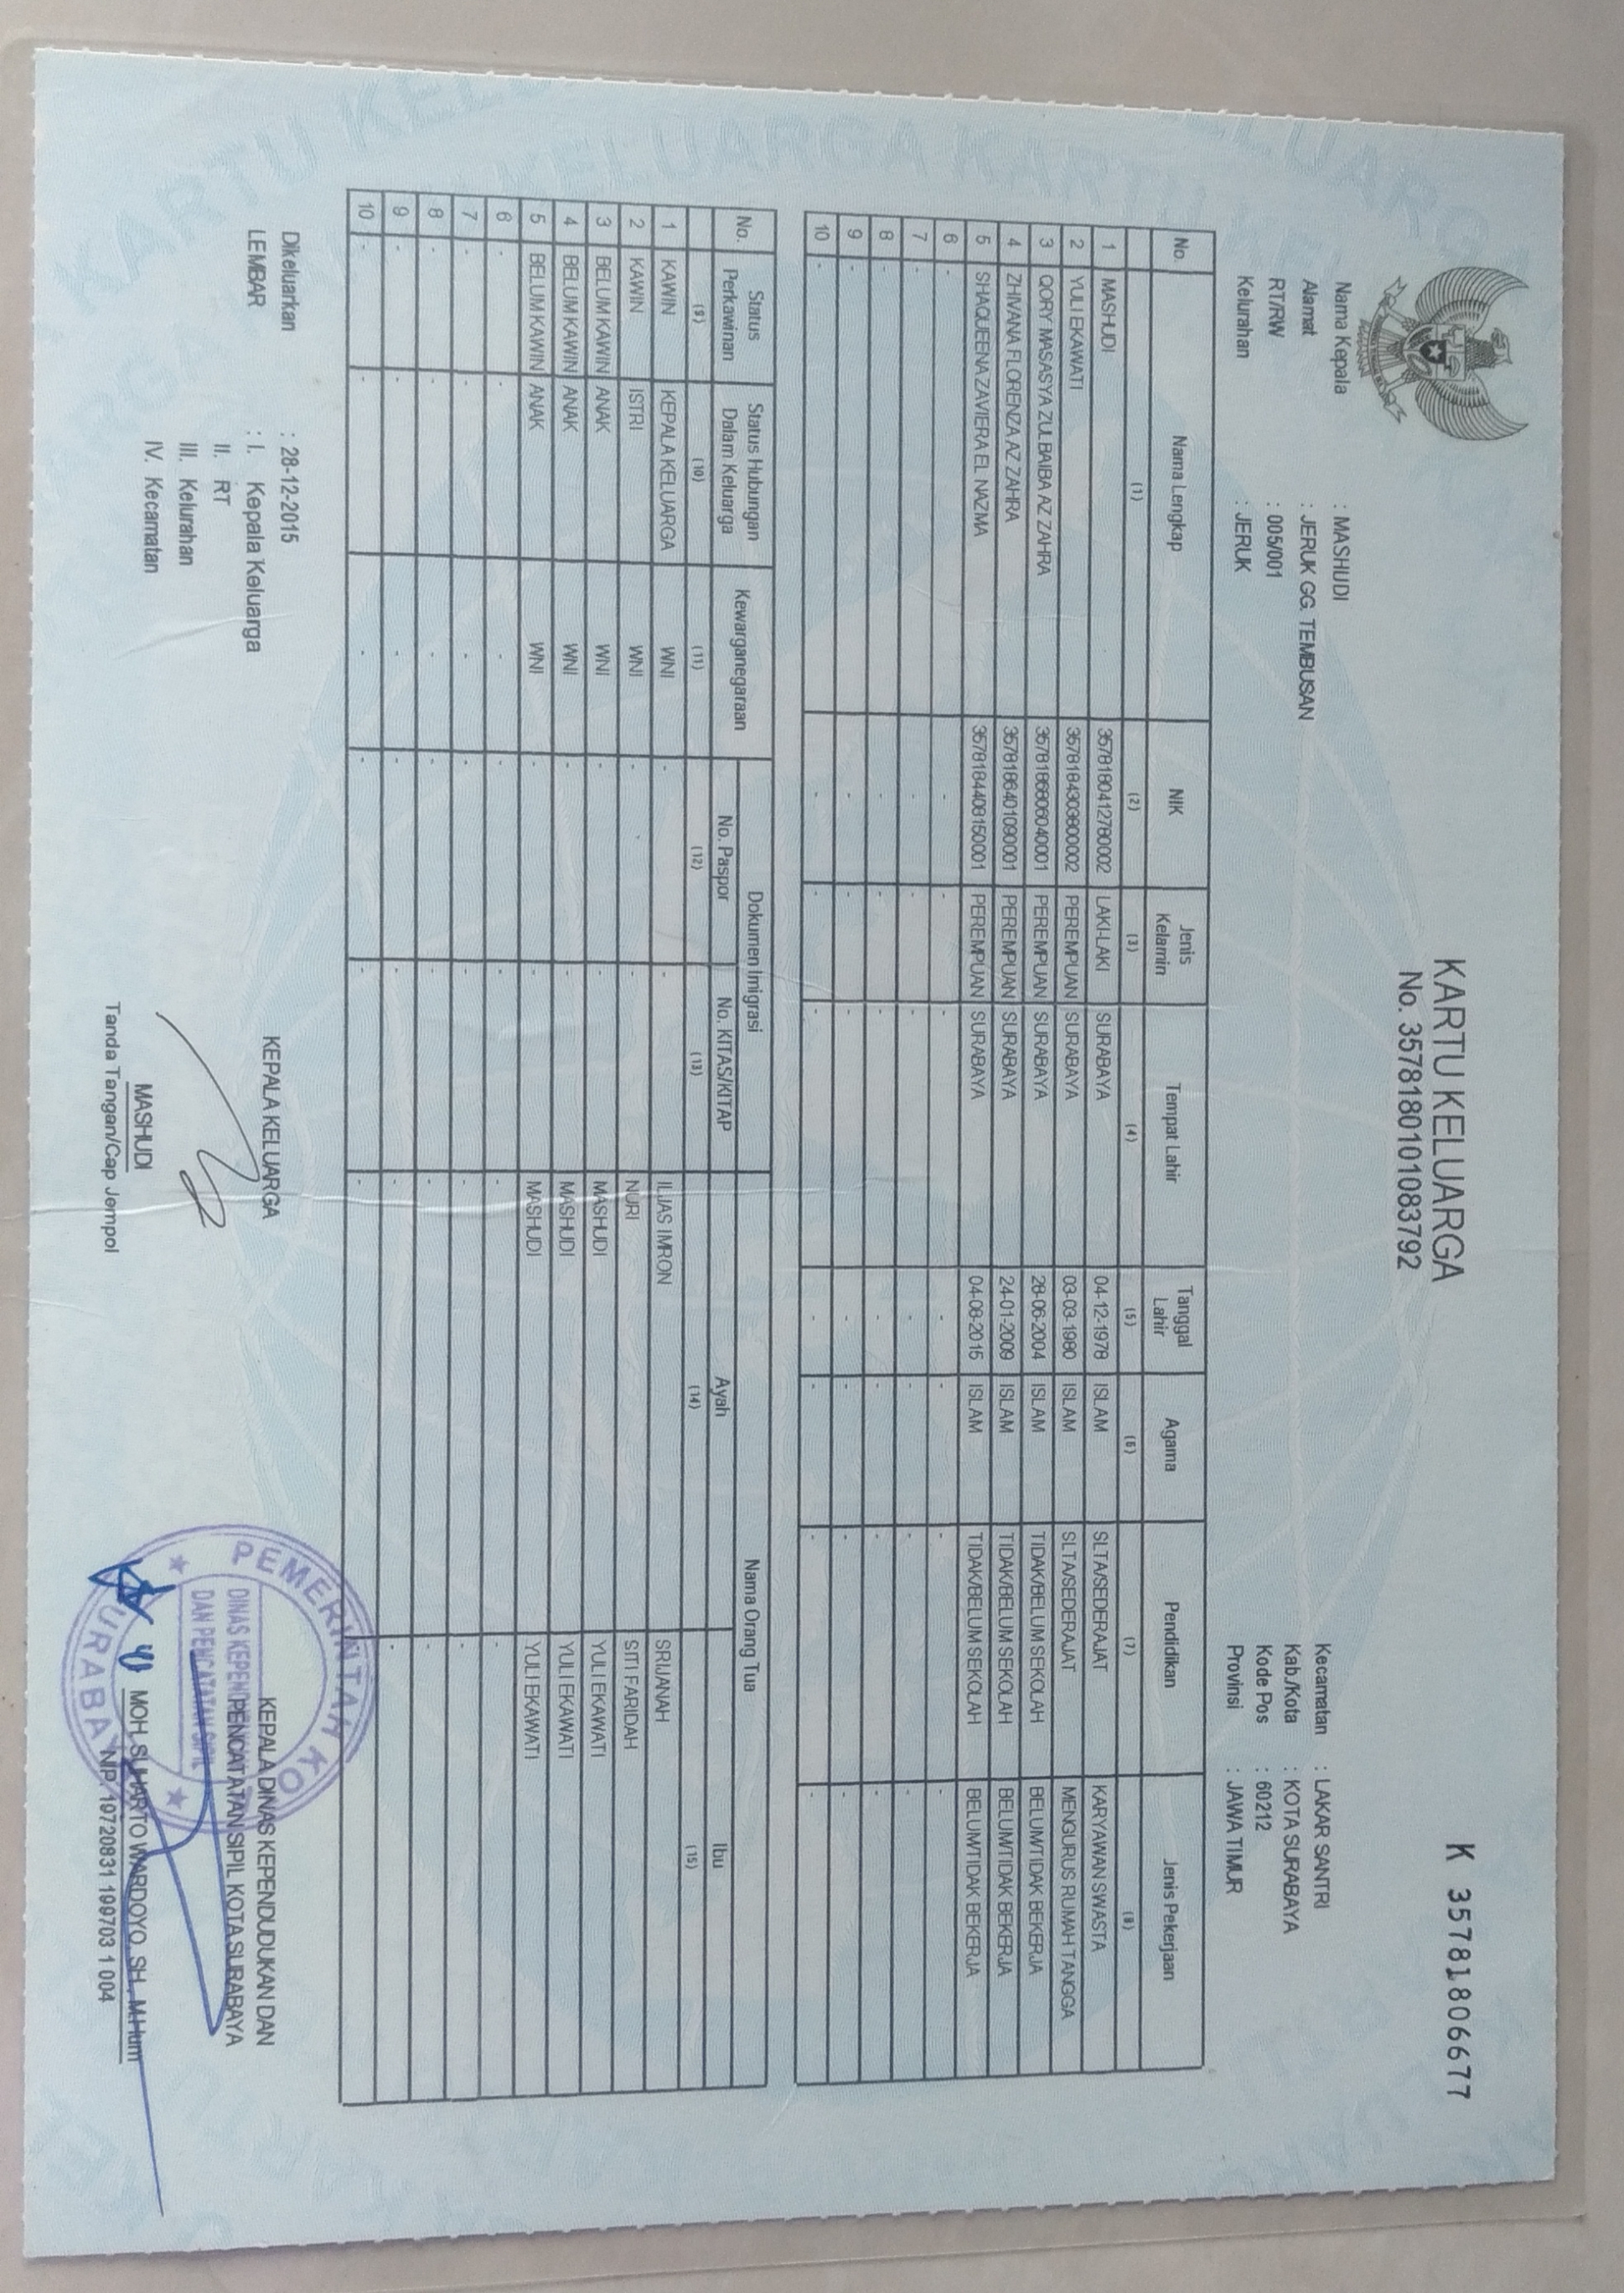 K 3578180​6677
KARTU KELUARGA
No. 3578180101083792
Nama Kepala : MASHUDI
Alamat : JERUK GG. TEMBUSAN
RT/RW : 005/001
Kelurahan : JERUK
Kecamatan : LAKAR SANTRI
Kab/Kota : KOTA SURABAYA
Kode Pos : 60212
Provinsi : JAWA TIMUR
No. Nama Lengkap NIK Jenis Kelamin Tempat Lahir Tanggal Lahir Agama Pendidikan Jenis Pekerjaan
(1) (2) (3) (4) (5) (6) (7) (8)
1 MASHUDI 3578180412780002 LAKI-LAKI SURABAYA 04-12-1978 ISLAM SLTA/SEDERAJAT KARYAWAN SWASTA
2 YULI EKAWATI 3578184303800002 PEREMPUAN SURABAYA 03-03-1980 ISLAM SLTA/SEDERAJAT MENGURUS RUMAH TANGGA
3 QORY MASASYA ZULBAIBA AZ ZAHRA 3578186806040001 PEREMPUAN SURABAYA 28-06-2004 ISLAM TIDAK/BELUM SEKOLAH BELUM/TIDAK BEKERJA
4 ZHIVANA FLORENZA AZ ZAHRA 3578186401090001 PEREMPUAN SURABAYA 24-01-2009 ISLAM TIDAK/BELUM SEKOLAH BELUM/TIDAK BEKERJA
5 SHAQUEENA ZAVIERA EL NAZMA 3578184408150001 PEREMPUAN SURABAYA 04-08-2015 ISLAM TIDAK/BELUM SEKOLAH BELUM/TIDAK BEKERJA
6 - - - - - - - -
7 - - - - - - - -
8 - - - - - - - -
9 - - - - - - - -
10 - - - - - - - -
No. Status Perkawinan Status Hubungan Dalam Keluarga Kewarganegaraan Dokumen Imigrasi Nama Orang Tua
No. Paspor No. KITAS/KITAP Ayah Ibu
(9) (10) (11) (12) (13) (14) (15)
1 KAWIN KEPALA KELUARGA WNI - - ILJAS IMRON SRIJANAH
2 KAWIN ISTRI WNI - - NURI SITI FARIDAH
3 BELUM KAWIN ANAK WNI - - MASHUDI YULI EKAWATI
4 BELUM KAWIN ANAK WNI - - MASHUDI YULI EKAWATI
5 BELUM KAWIN ANAK WNI - - MASHUDI YULI EKAWATI
6 - - - - - - -
7 - - - - - - -
8 - - - - - - -
9 - - - - - - -
10 - - - - - - -
Dikeluarkan : 28-12-2015
LEMBAR : I. Kepala Keluarga
II. RT
III. Kelurahan
IV. Kecamatan
KEPALA KELUARGA
MASHUDI
Tanda Tangan/Cap Jempol
KEPALA DINAS KEPENDUDUKAN DAN
PENCATATAN SIPIL KOTA SURABAYA
MOH. SUHARTO WARDOYO, SH., M.Hum
NIP. 19720831 199703 1 004
PEMERINTAH KO
DINAS KEPEN
DAN PENCATATAN SIPIL
URABA